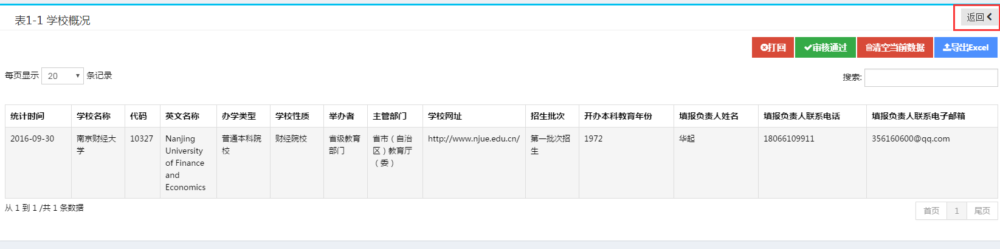 表1-1 学校概况
返回
打回 审核通过 清空当前数据 导出Excel
每页显示 20 条记录
搜索:
统计时间 学校名称 代码 英文名称 办学类型 学校性质 举办者 主管部门 学校网址 招生批次 开办本科教育年份 填报负责人姓名 填报负责人联系电话 填报负责人联系电子邮箱
2016-09-30 南京财经大 10327 Nanjing 普通本科院 财经院校 省级教育 省市（自治 http://www.njue.edu.cn/ 第一批次招 1972 华起 18066109911 356160600@qq.com
学 University 校 部门 区）教育厅 生
of Finance （委）
and
Economics
从 1 到 1 /共 1 条数据
首页 1 尾页